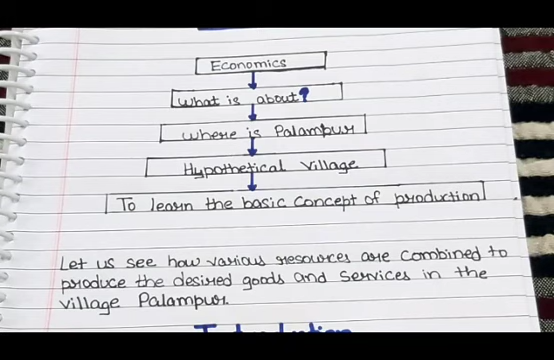 Economics
What is about?
where is Palampur
Hypothetical Village
To learn the basic concept of production
Let us see how various resources are combined to
produce the desired goods and services in the
village Palampur.
Introduction